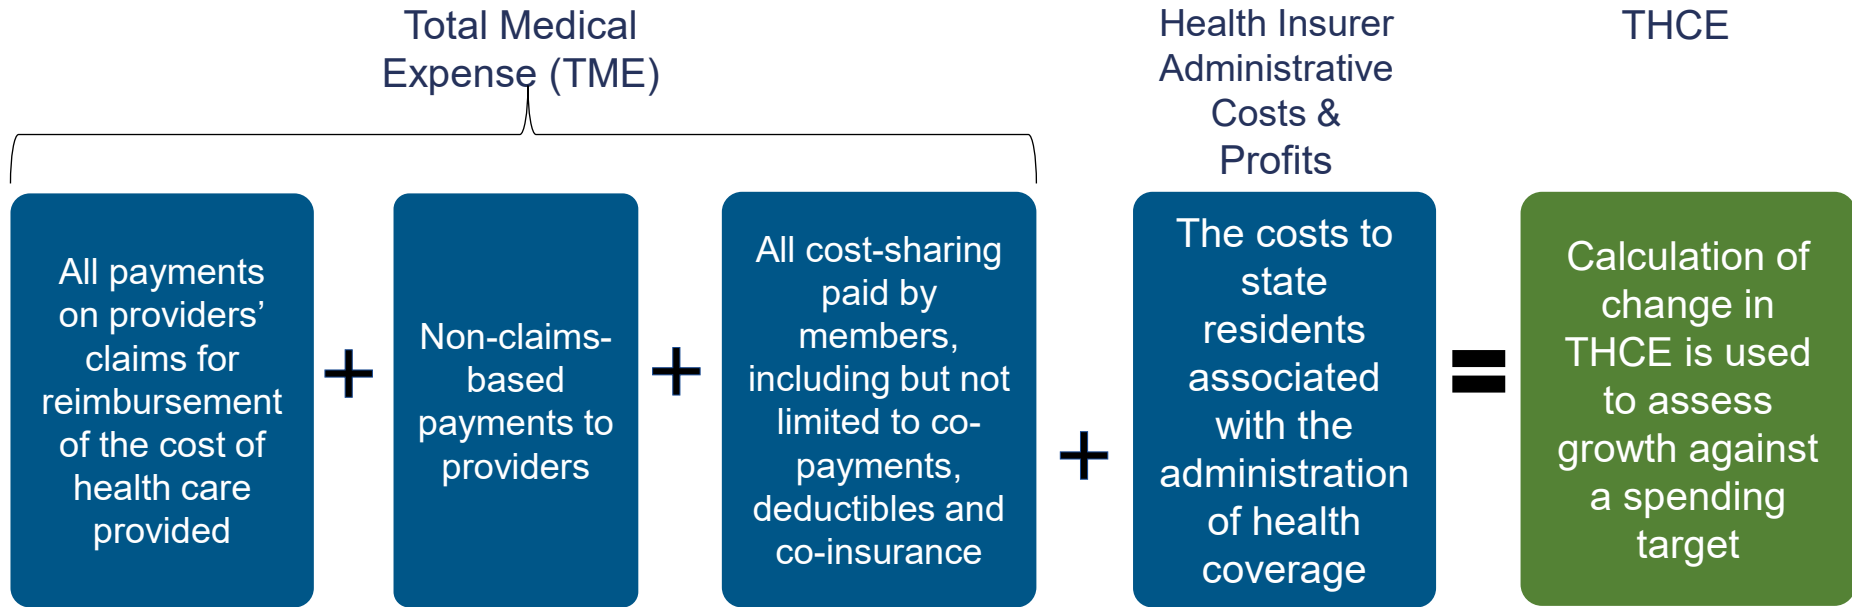 Total Medical
Expense (TME)
Health Insurer
Administrative
Costs &
Profits
THCE
All payments
on providers’
claims for
reimbursement
of the cost of
health care
provided
+
Non-claims-
based
payments to
providers
+
All cost-sharing
paid by
members,
including but not
limited to co-
payments,
deductibles and
co-insurance
+
The costs to
state
residents
associated
with the
administration
of health
coverage
=
Calculation of
change in
THCE is used
to assess
growth against
a spending
target